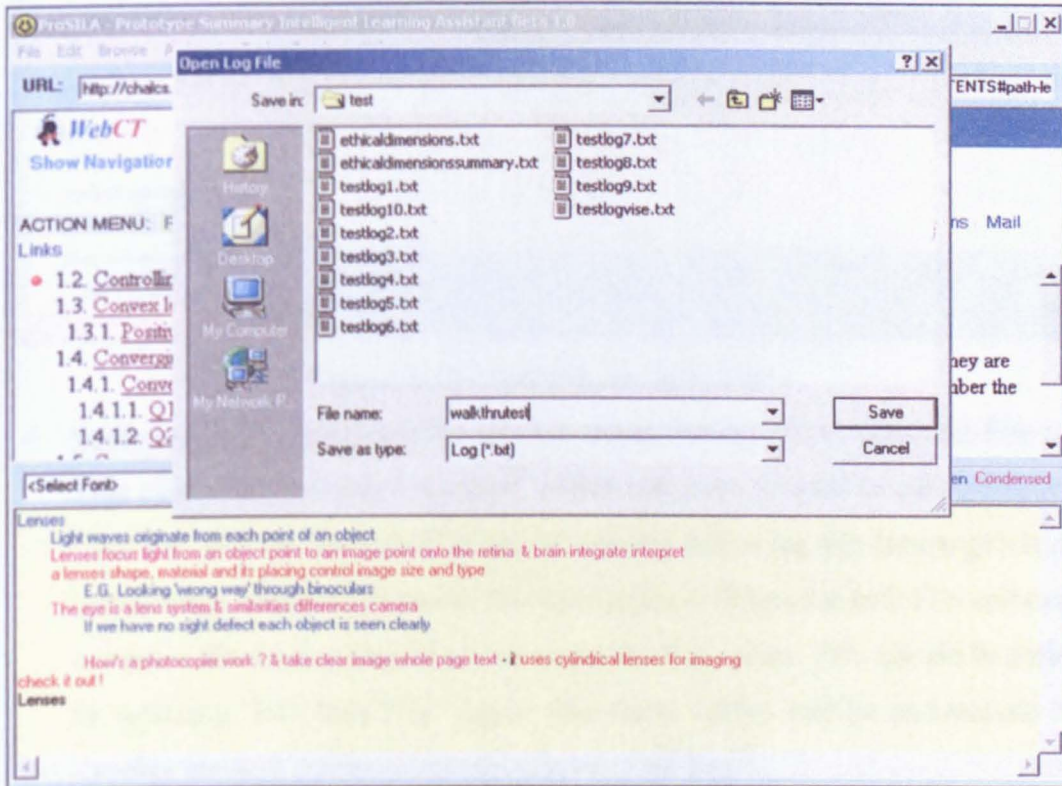 ProSILA - Prototype Summary Intelligent Learning Assistant Beta 1.0
File Edit Browse
URL: http://chalcs.
TENTS#path-le
WebCT
Show Navigation
ACTION MENU:
ns Mail
Links
1.2. Controllin
1.3. Convex le
1.3.1. Positin
1.4. Convergi
1.4.1. Conve
1.4.1.1. Q1
1.4.1.2. Q2
hey are
mber the
Open Log File
Save in: test
History
Desktop
My Computer
My Network P...
ethicaldimensions.txt
ethicaldimensionssummary.txt
testlog1.txt
testlog10.txt
testlog2.txt
testlog3.txt
testlog4.txt
testlog5.txt
testlog6.txt
testlog7.txt
testlog8.txt
testlog9.txt
testlogvise.txt
File name: walkthrutest
Save
Save as type: Log (*.txt)
Cancel
<Select Font>
en Condensed
Lenses
Light waves originate from each point of an object
Lenses focus light from an object point to an image point onto the retina & brain integrate interpret
a lenses shape, material and its placing control image size and type
E.G. Looking 'wrong way' through binoculars
The eye is a lens system & similarities differences camera
If we have no sight defect each object is seen clearly
How's a photocopier work ? & take clear image whole page text - it uses cylindrical lenses for imaging
check it out !
Lenses